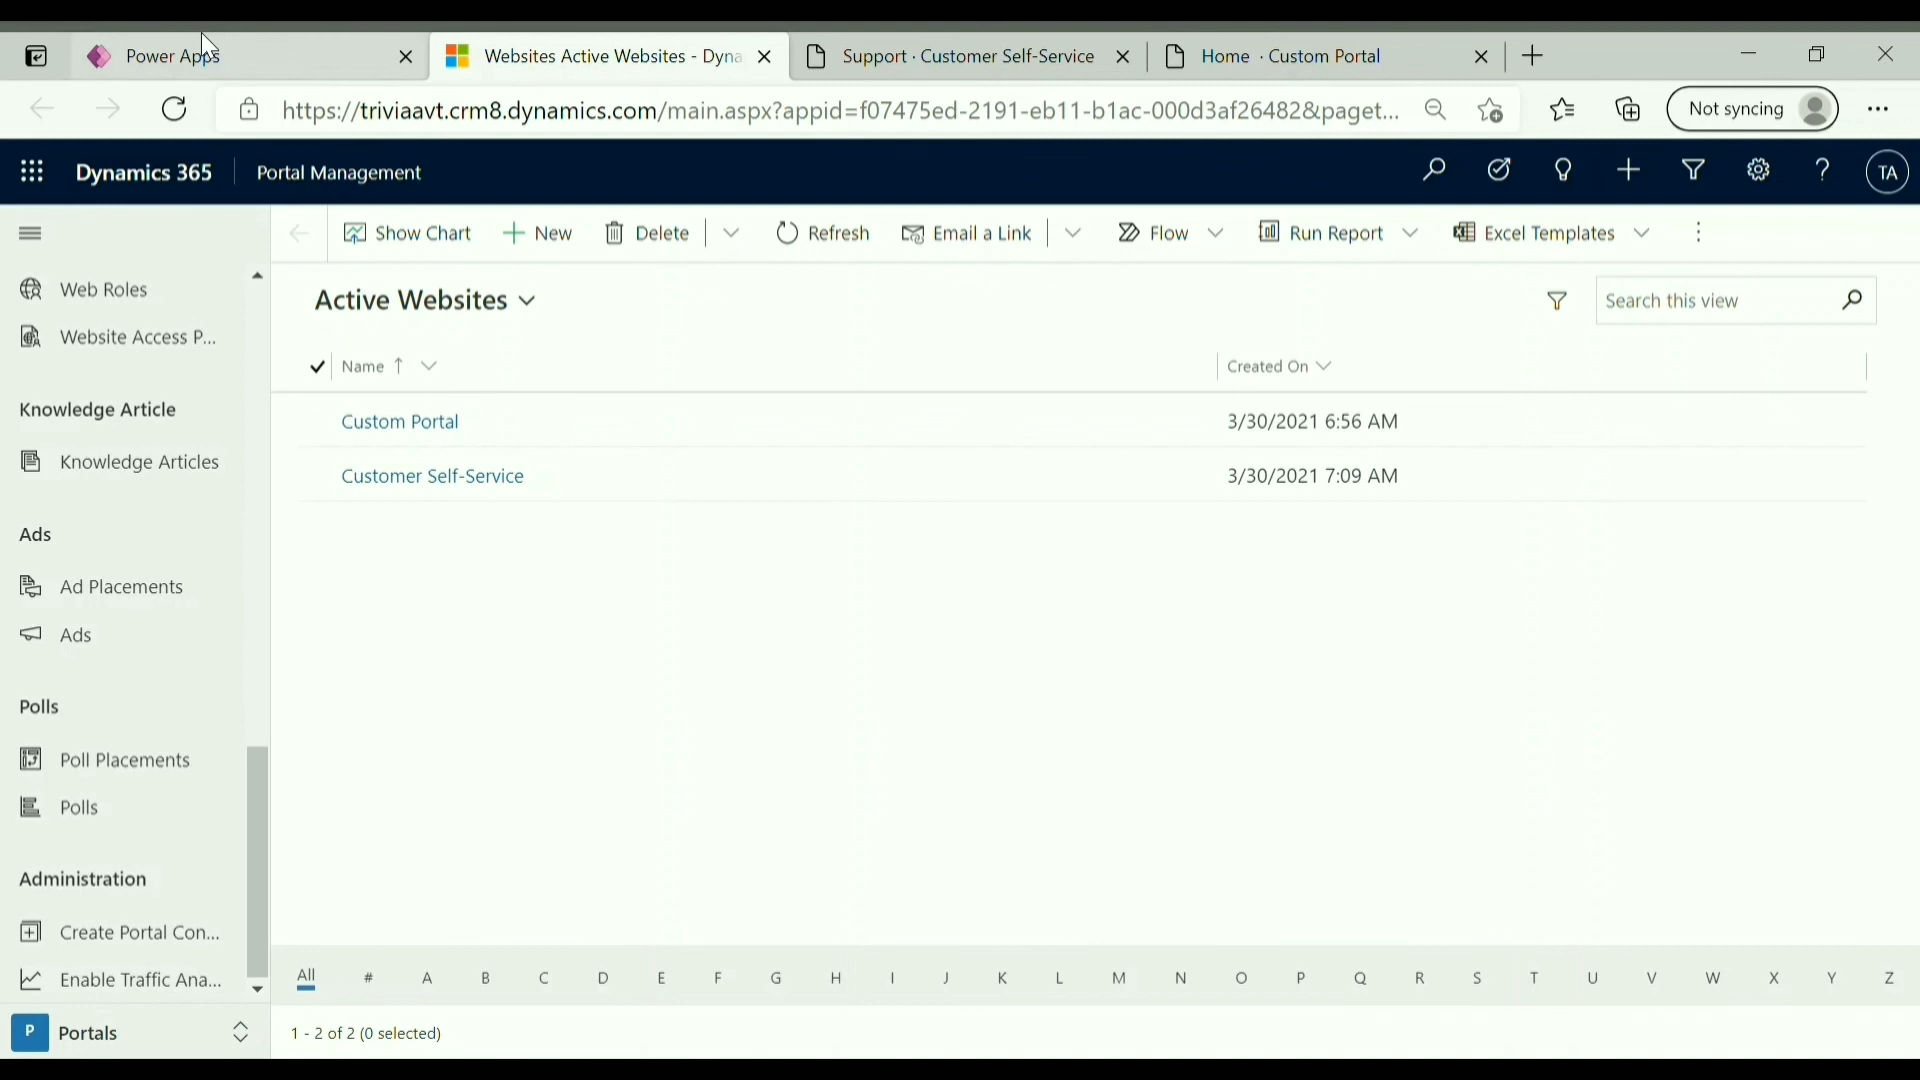 Power Apps
Websites Active Websites - Dyna
Support · Customer Self-Service
Home · Custom Portal
https://triviaavt.crm8.dynamics.com/main.aspx?appid=f07475ed-2191-eb11-b1ac-000d3af26482&paget...
Not syncing
Dynamics 365
Portal Management
TA
Show Chart
New
Delete
Refresh
Email a Link
Flow
Run Report
Excel Templates
Web Roles
Website Access P...
Knowledge Article
Knowledge Articles
Ads
Ad Placements
Ads
Polls
Poll Placements
Polls
Administration
Create Portal Con...
Enable Traffic Ana...
P Portals
Active Websites
Search this view
Name ↑
Created On
Custom Portal
3/30/2021 6:56 AM
Customer Self-Service
3/30/2021 7:09 AM
All # A B C D E F G H I J K L M N O P Q R S T U V W X Y Z
1 - 2 of 2 (0 selected)